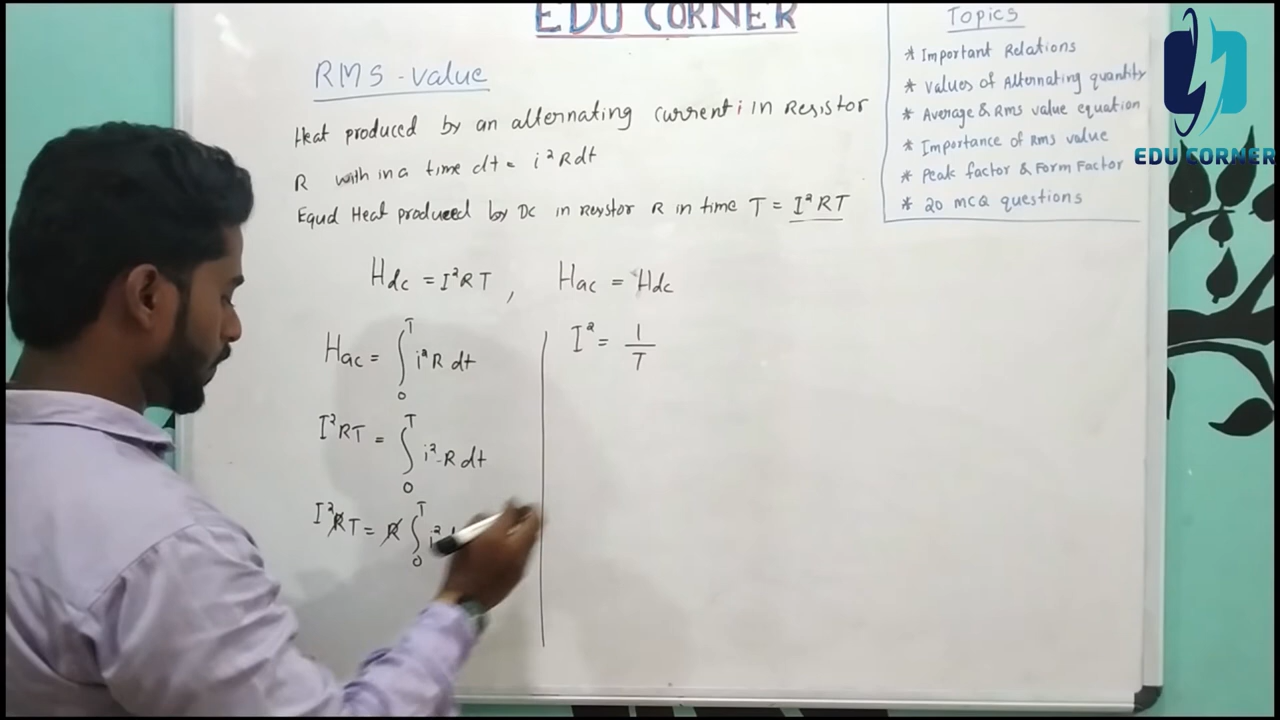 EDU CORNER
RMS-value
Heat produced by an alternating current i in Resistor
R with in a time dt = i²Rdt
Equal Heat produced by DC in resistor R in time T = I²RT
Hdc = I²RT , Hac = Hdc
Hac = ∫₀ᵀ i²R dt
I²RT = ∫₀ᵀ i²-R dt
I²RT = R ∫₀ᵀ i²
I² = 1/T
Topics
* Important Relations
* Values of Alternating quantity
* Average & Rms value equation
* Importance of Rms value
* Peak factor & Form Factor
* 20 MCQ questions
EDU CORNER